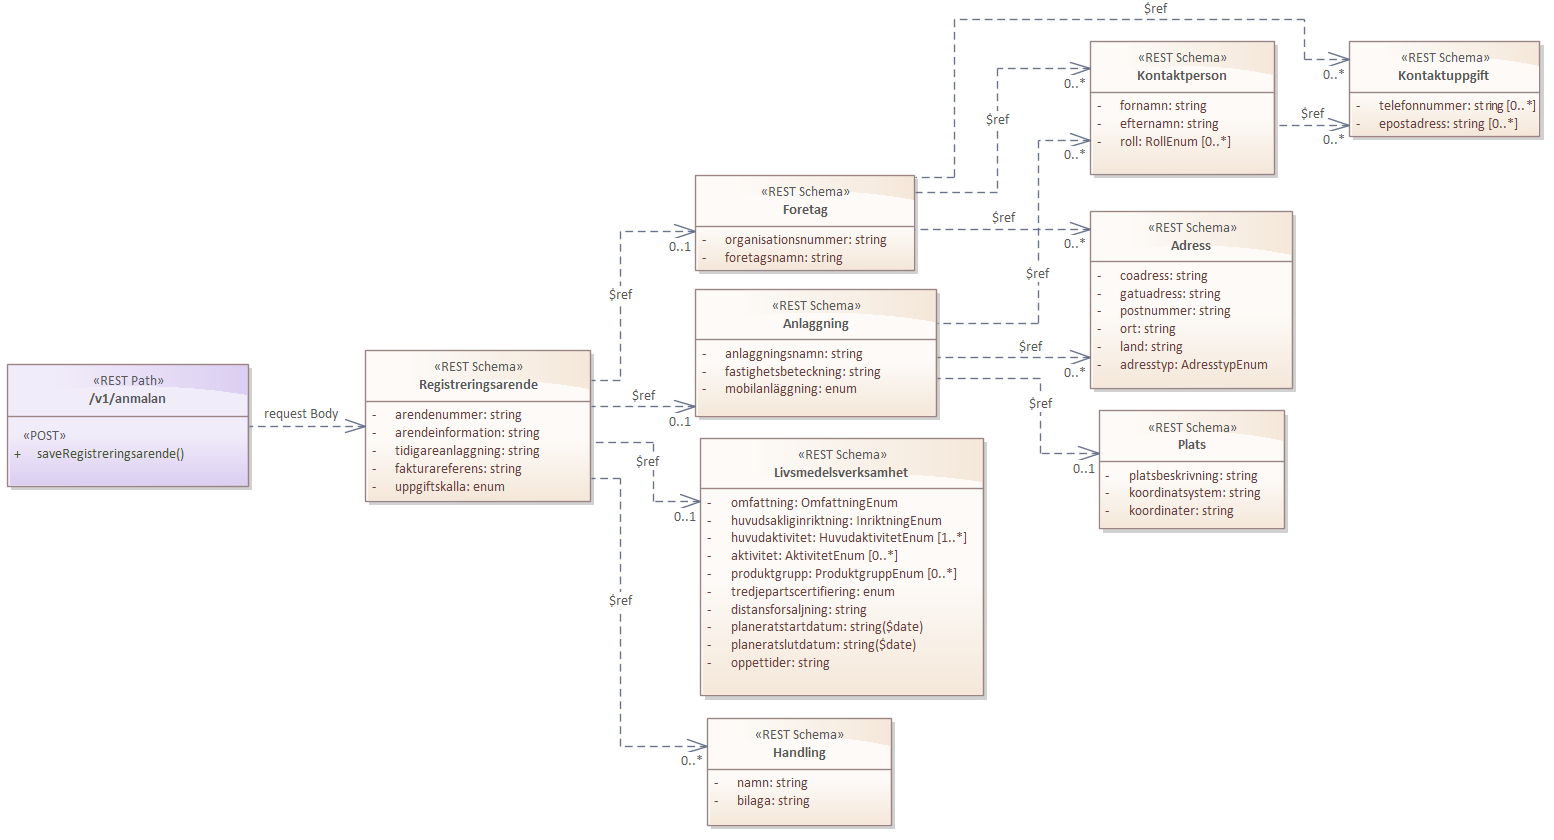 «REST Path»
/v1/anmalan
«POST»
+ saveRegistreringsarende()
request Body
«REST Schema»
Registreringsarende
- arendenummer: string
- arendeinformation: string
- tidigareanlaggning: string
- fakturareferens: string
- uppgiftskalla: enum
$ref
0..1
$ref
0..1
$ref
0..1
$ref
0..*
«REST Schema»
Foretag
- organisationsnummer: string
- foretagsnamn: string
«REST Schema»
Anlaggning
- anlaggningsnamn: string
- fastighetsbeteckning: string
- mobilanläggning: enum
«REST Schema»
Livsmedelsverksamhet
- omfattning: OmfattningEnum
- huvudsakliginriktning: InriktningEnum
- huvudaktivitet: HuvudaktivitetEnum [1..*]
- aktivitet: AktivitetEnum [0..*]
- produktgrupp: ProduktgruppEnum [0..*]
- tredjepartscertifiering: enum
- distansforsaljning: string
- planeratstartdatum: string($date)
- planeratslutdatum: string($date)
- oppettider: string
«REST Schema»
Handling
- namn: string
- bilaga: string
$ref
0..*
$ref
0..*
$ref
0..*
$ref
0..*
$ref
0..*
$ref
0..1
«REST Schema»
Kontaktperson
- fornamn: string
- efternamn: string
- roll: RollEnum [0..*]
$ref
0..*
«REST Schema»
Kontaktuppgift
- telefonnummer: string [0..*]
- epostadress: string [0..*]
«REST Schema»
Adress
- coadress: string
- gatuadress: string
- postnummer: string
- ort: string
- land: string
- adresstyp: AdresstypEnum
«REST Schema»
Plats
- platsbeskrivning: string
- koordinatsystem: string
- koordinater: string